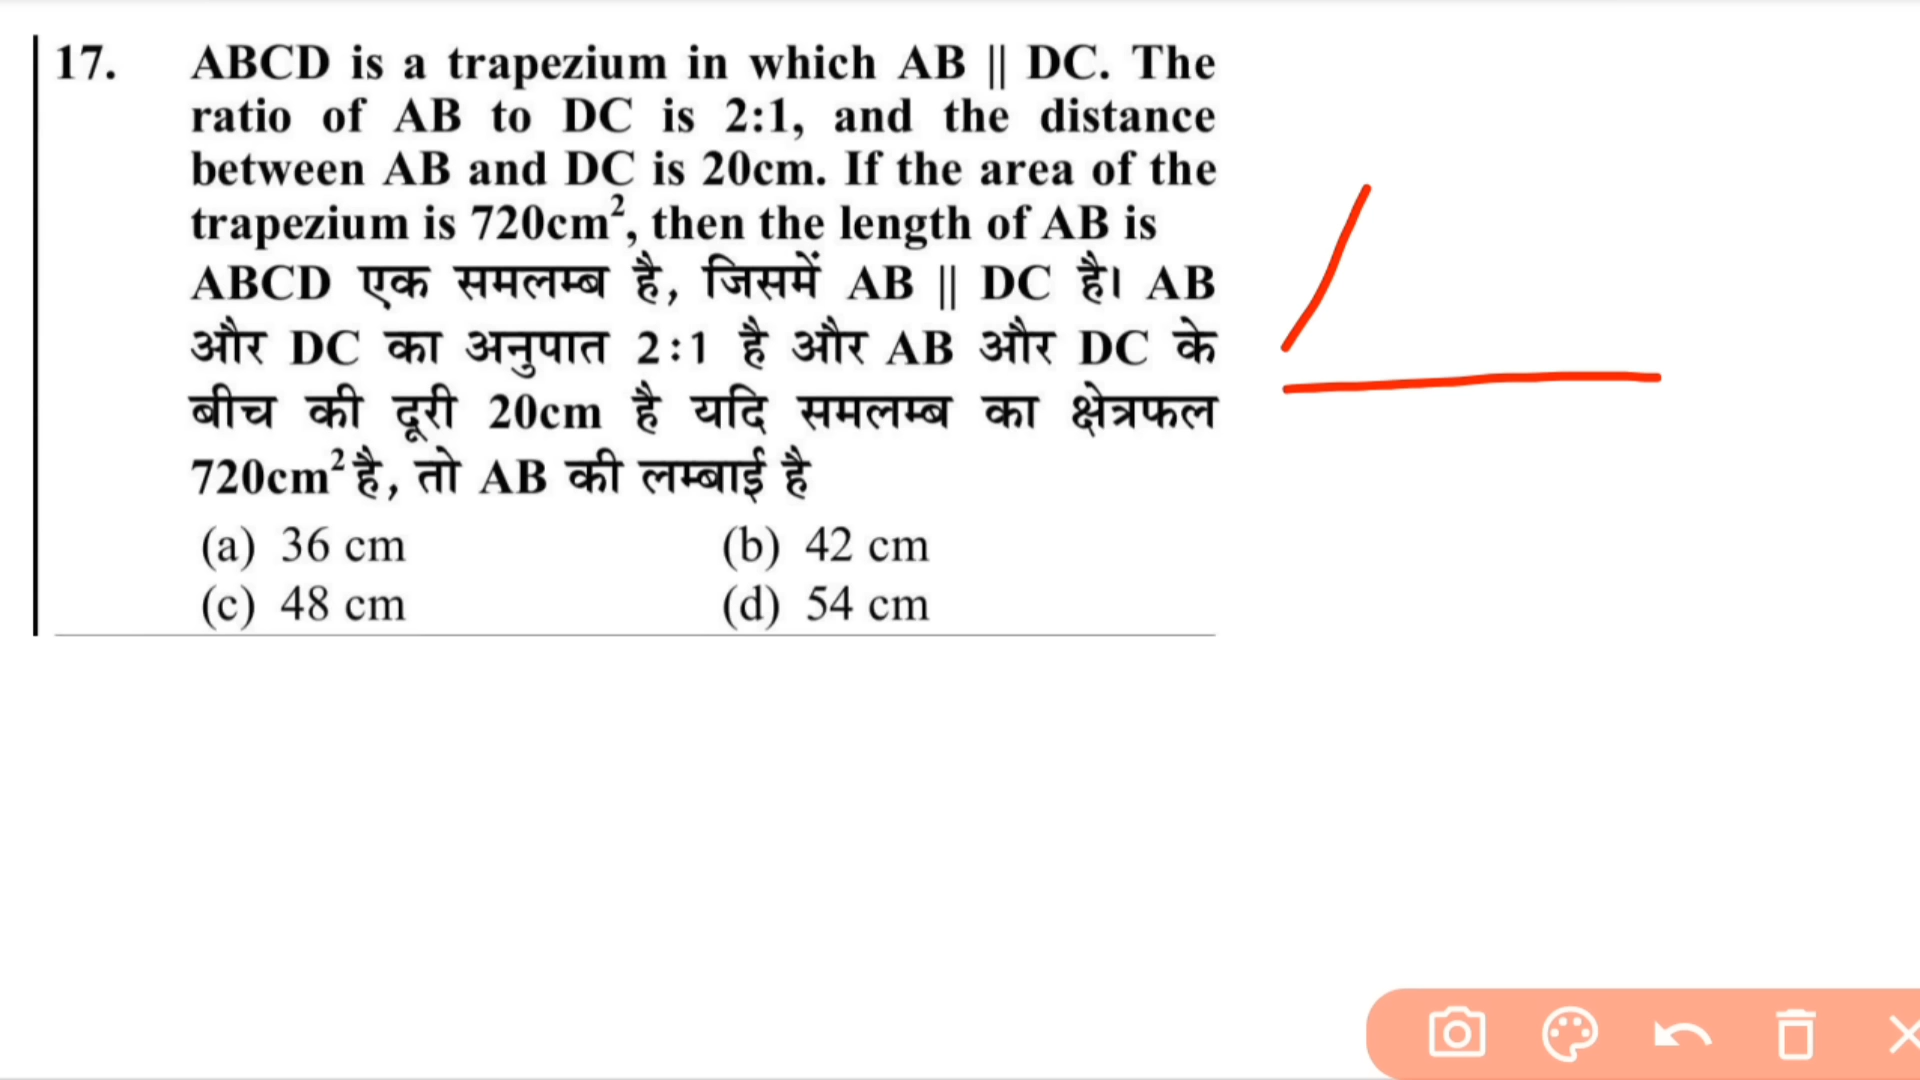 17. ABCD is a trapezium in which AB || DC. The
ratio of AB to DC is 2:1, and the distance
between AB and DC is 20cm. If the area of the
trapezium is 720cm², then the length of AB is
ABCD एक समलम्ब है, जिसमें AB || DC है। AB
और DC का अनुपात 2:1 है और AB और DC के
बीच की दूरी 20cm है यदि समलम्ब का क्षेत्रफल
720cm² है, तो AB की लम्बाई है
(a) 36 cm (b) 42 cm
(c) 48 cm (d) 54 cm